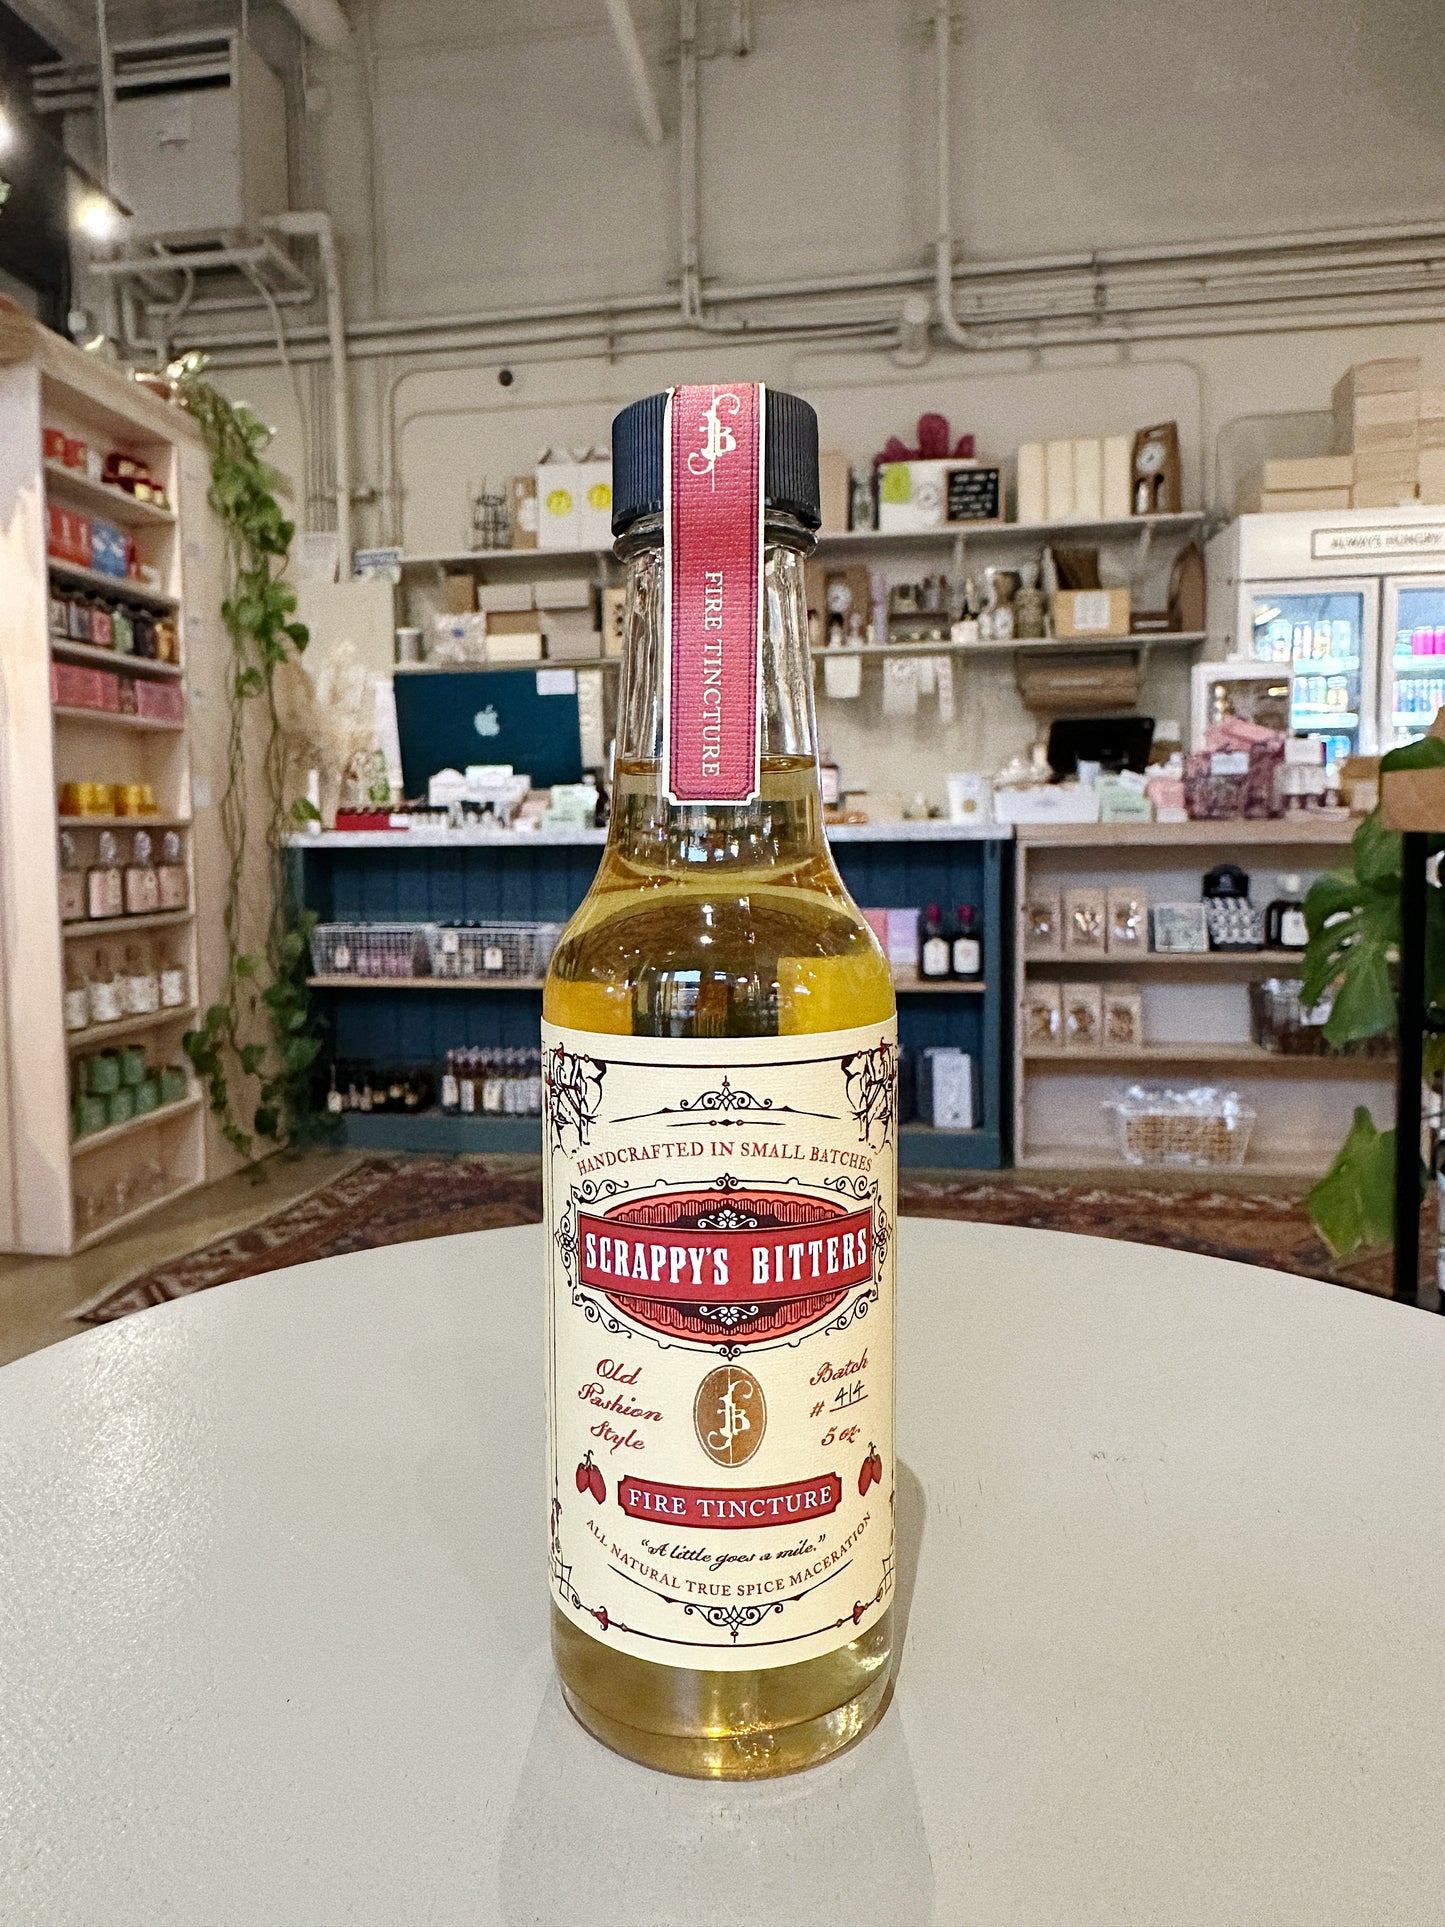 FIRE TINCTURE
ALWAYS HUNGRY
HANDCRAFTED IN SMALL BATCHES
SCRAPPY'S BITTERS
Old
Fashion
Style
Batch
# 414
5 oz
FIRE TINCTURE
"A little goes a mile."
ALL NATURAL TRUE SPICE MACERATION